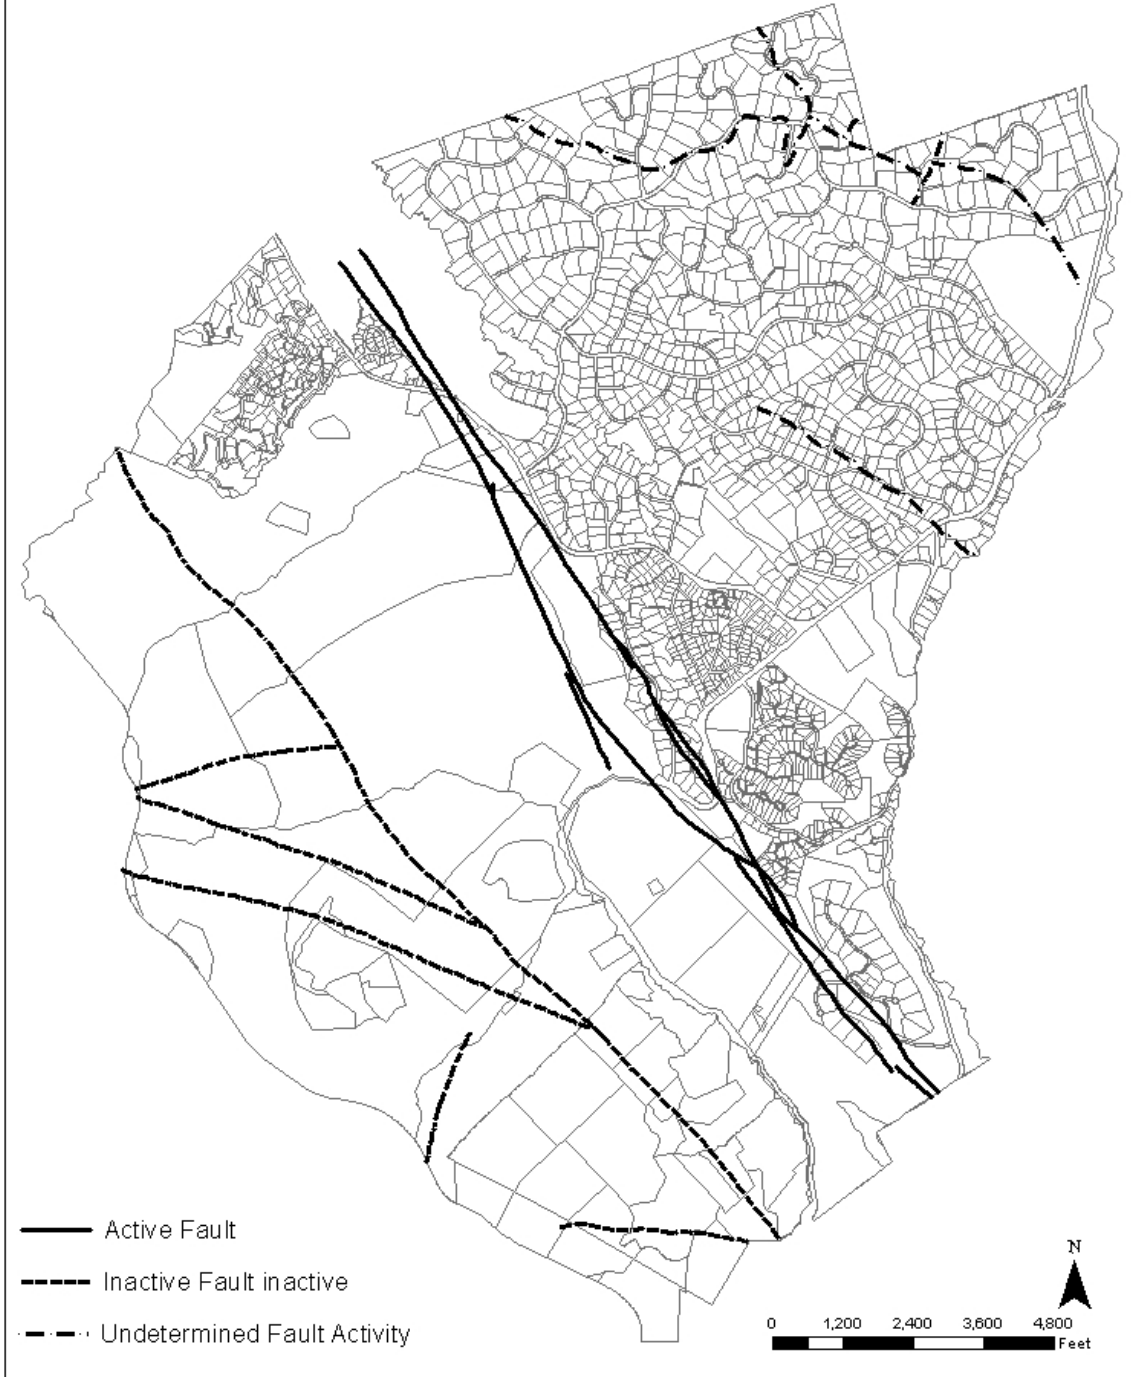 Active Fault
Inactive Fault inactive
Undetermined Fault Activity
N
0 1,200 2,400 3,600 4,800
Feet